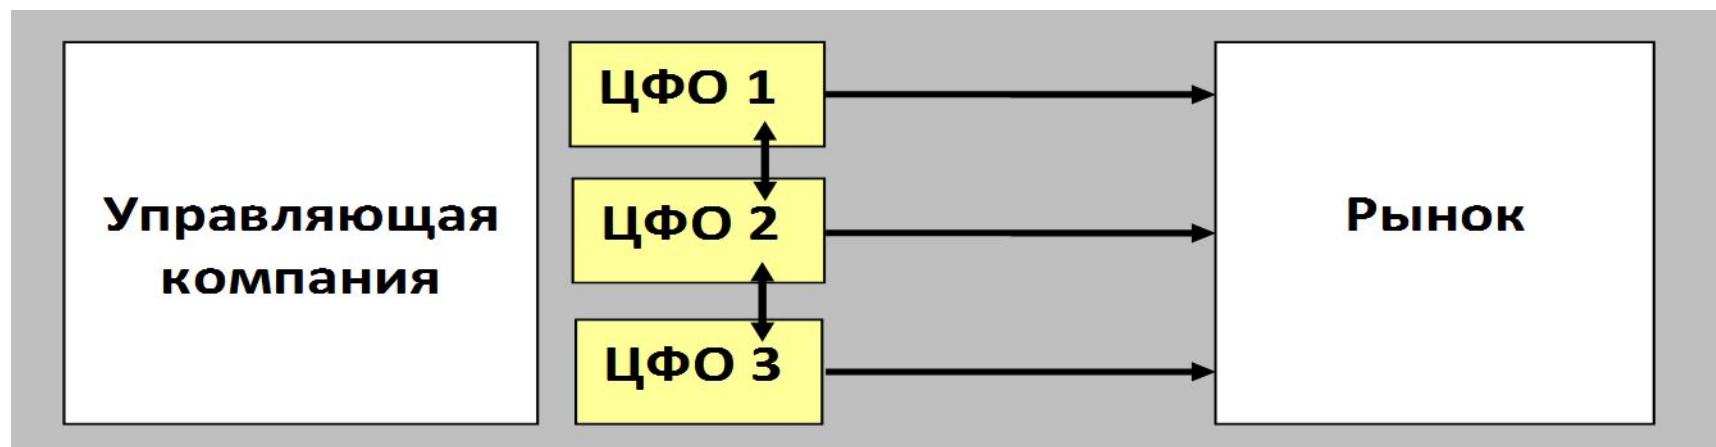 Управляющая
компания
ЦФО 1
ЦФО 2
ЦФО 3
Рынок